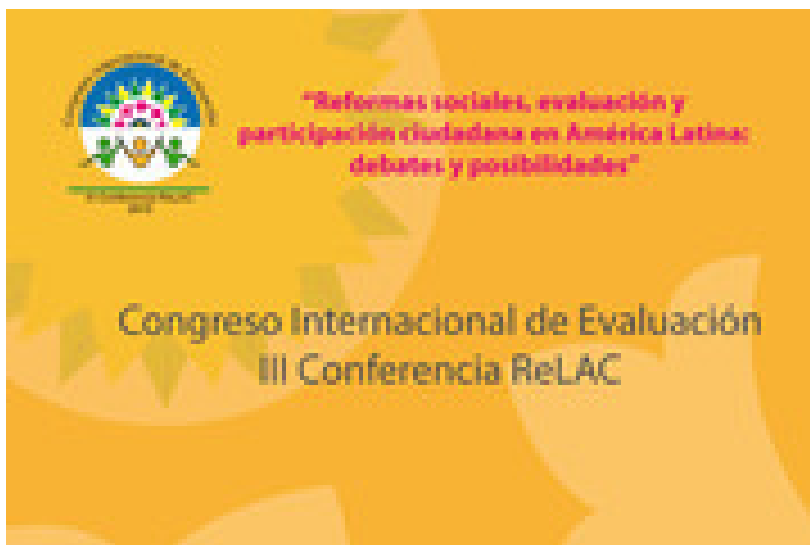 "Reformas sociales, evaluación y
participación ciudadana en América Latina:
debates y posibilidades"
Congreso Internacional de Evaluación
III Conferencia ReLAC